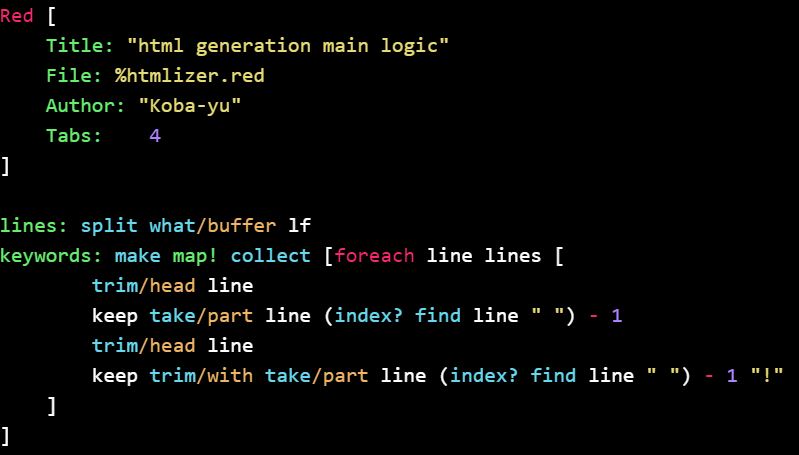 Red [
    Title: "html generation main logic"
    File: %htmlizer.red
    Author: "Koba-yu"
    Tabs:    4
]

lines: split what/buffer lf
keywords: make map! collect [foreach line lines [
        trim/head line
        keep take/part line (index? find line " ") - 1
        trim/head line
        keep trim/with take/part line (index? find line " ") - 1 "!"
    ]
]